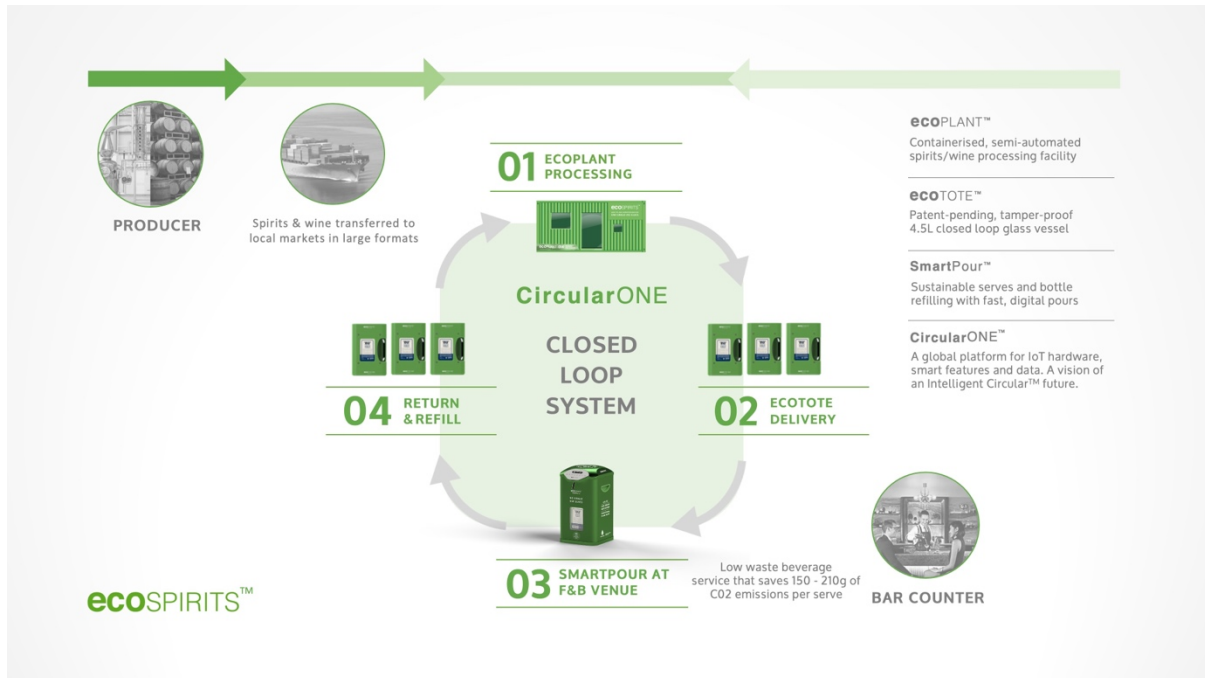 PRODUCER
Spirits & wine transferred to
local markets in large formats
01 ECOPLANT
PROCESSING
ecoSPIRITS
CircularONE
CLOSED
LOOP
SYSTEM
02 ECOTOTE
DELIVERY
03 SMARTPOUR AT
F&B VENUE
04 RETURN
& REFILL
Low waste beverage
service that saves 150 - 210g of
C02 emissions per serve
BAR COUNTER
ecoPLANT™
Containerised, semi-automated
spirits/wine processing facility
ecoTOTE™
Patent-pending, tamper-proof
4.5L closed loop glass vessel
SmartPour™
Sustainable serves and bottle
refilling with fast, digital pours
CircularONE™
A global platform for IoT hardware,
smart features and data. A vision of
an Intelligent Circular™ future.
ecoSPIRITS™